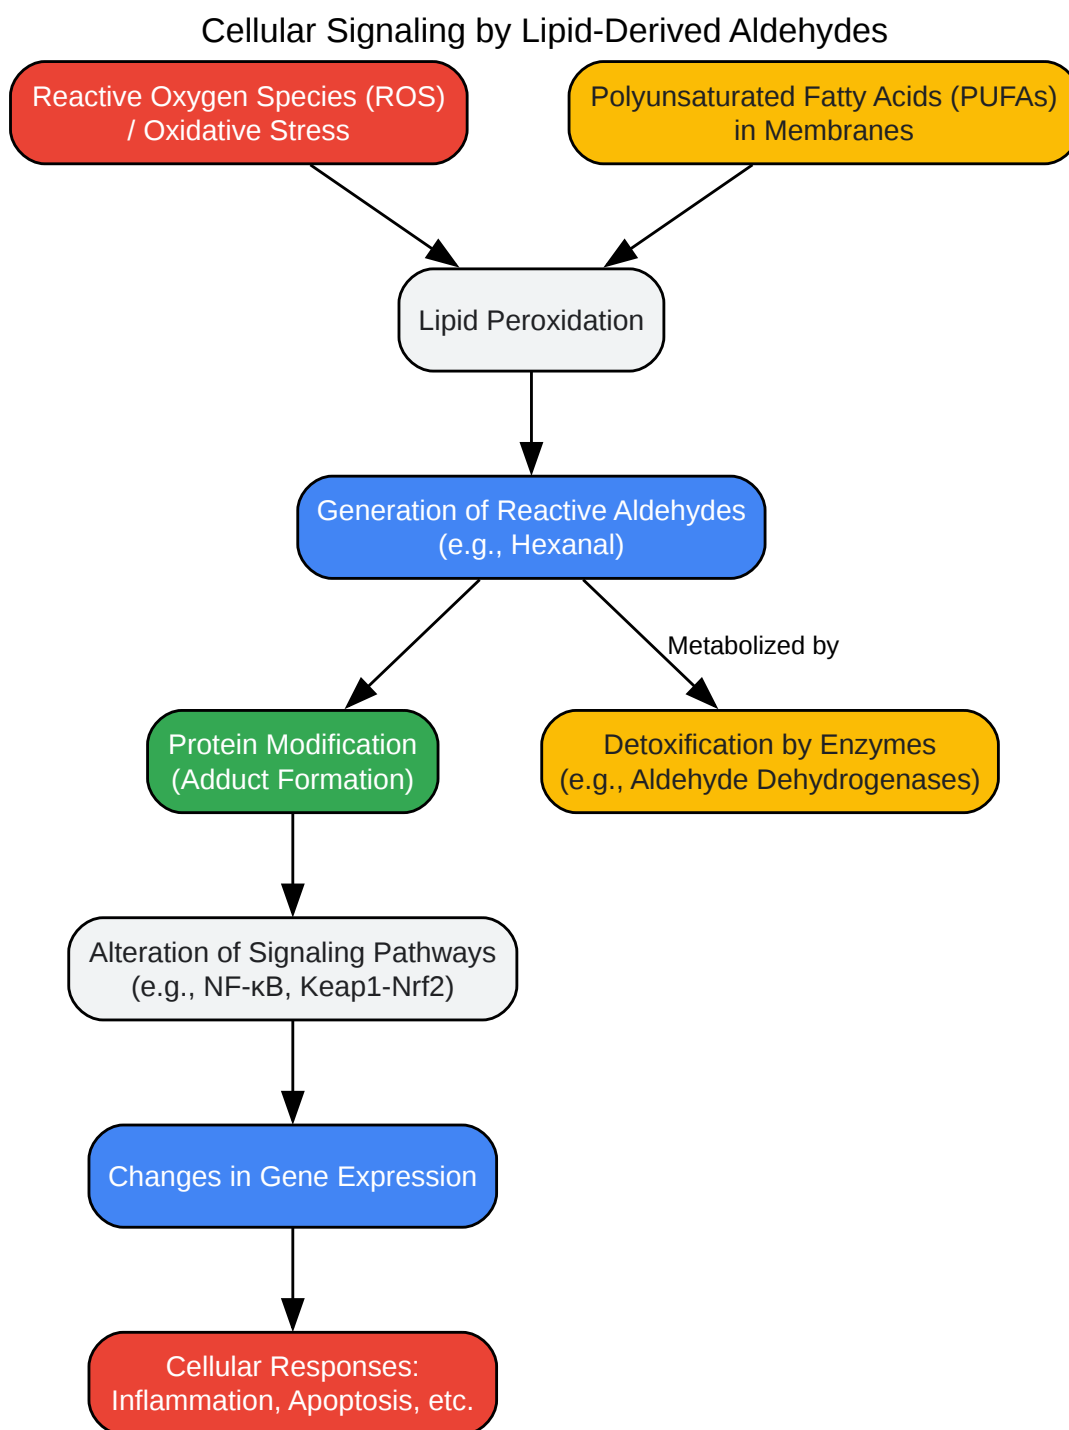 Cellular Signaling by Lipid-Derived Aldehydes
Reactive Oxygen Species (ROS)
/ Oxidative Stress
Polyunsaturated Fatty Acids (PUFAs)
in Membranes
Lipid Peroxidation
Generation of Reactive Aldehydes
(e.g., Hexanal)
Metabolized by
Protein Modification
(Adduct Formation)
Detoxification by Enzymes
(e.g., Aldehyde Dehydrogenases)
Alteration of Signaling Pathways
(e.g., NF-κB, Keap1-Nrf2)
Changes in Gene Expression
Cellular Responses:
Inflammation, Apoptosis, etc.